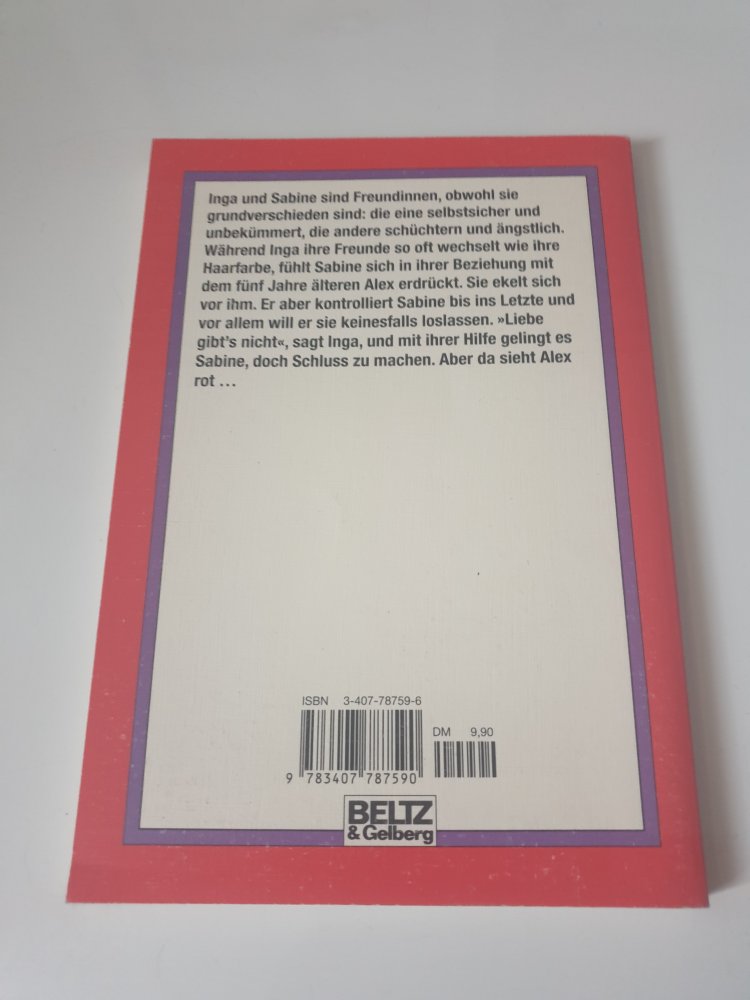 Inga und Sabine sind Freundinnen, obwohl sie
grundverschieden sind: die eine selbstsicher und
unbekümmert, die andere schüchtern und ängstlich.
Während Inga ihre Freunde so oft wechselt wie ihre
Haarfarbe, fühlt Sabine sich in ihrer Beziehung mit
dem fünf Jahre älteren Alex erdrückt. Sie ekelt sich
vor ihm. Er aber kontrolliert Sabine bis ins Letzte und
vor allem will er sie keinesfalls loslassen. »Liebe
gibt's nicht«, sagt Inga, und mit ihrer Hilfe gelingt es
Sabine, doch Schluss zu machen. Aber da sieht Alex
rot ...
ISBN 3-407-78759-6
DM 9,90
9 783407 787590
BELTZ
& Gelberg